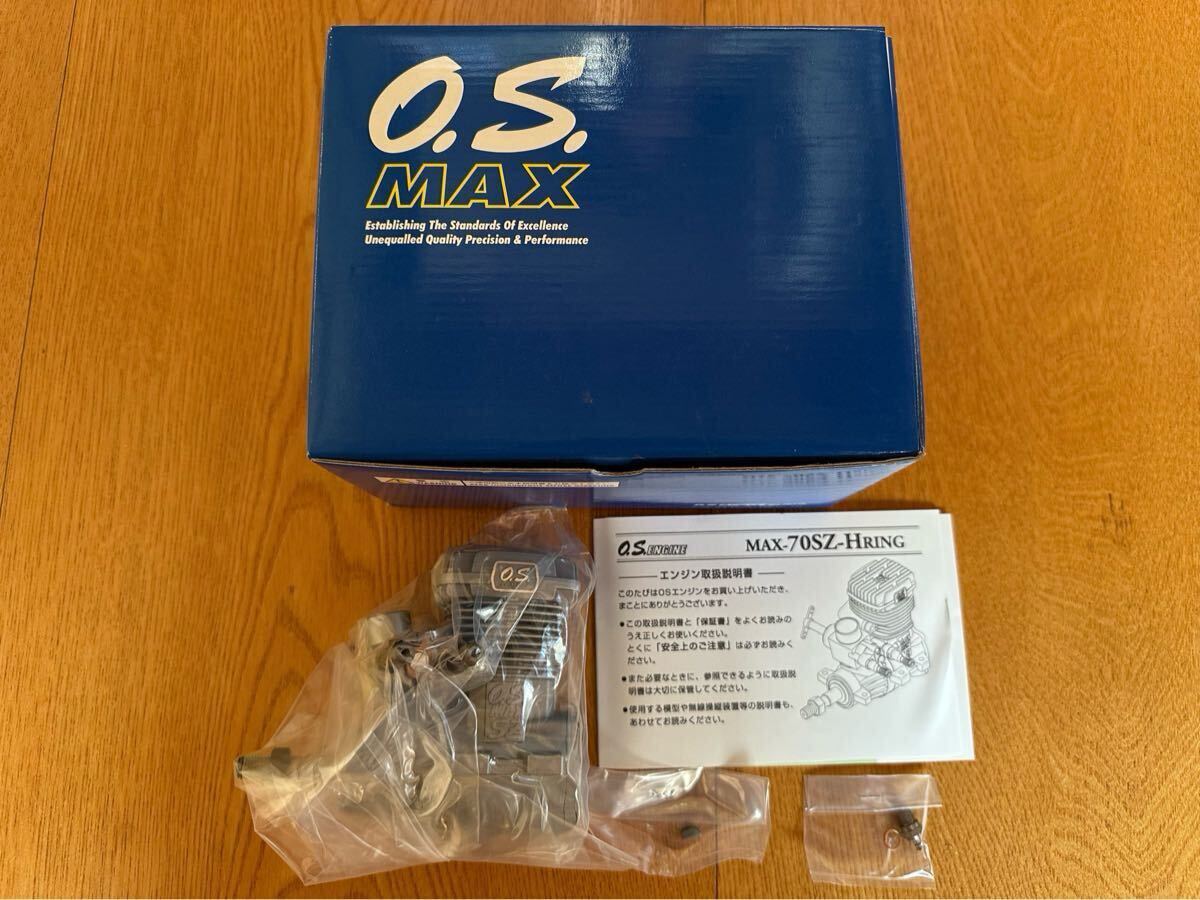 O.S.
MAX
Establishing The Standards Of Excellence
Unequalled Quality Precision & Performance
O.S.
O.S.
O.S. ENGINE
MAX-70SZ-HRING
エンジン取扱説明書
このたびはOSエンジンをお買い上げいただき、
まことにありがとうございます。
●この取扱説明書と「保証書」をよくお読みの
うえ正しくお使いください。
とくに「安全上のご注意」は必ずお読みく
ださい。
●また必要なときに、参照できるように取扱説
明書は大切に保管してください。
●使用する模型や無線操縦装置等の説明書も、
あわせてお読みください。